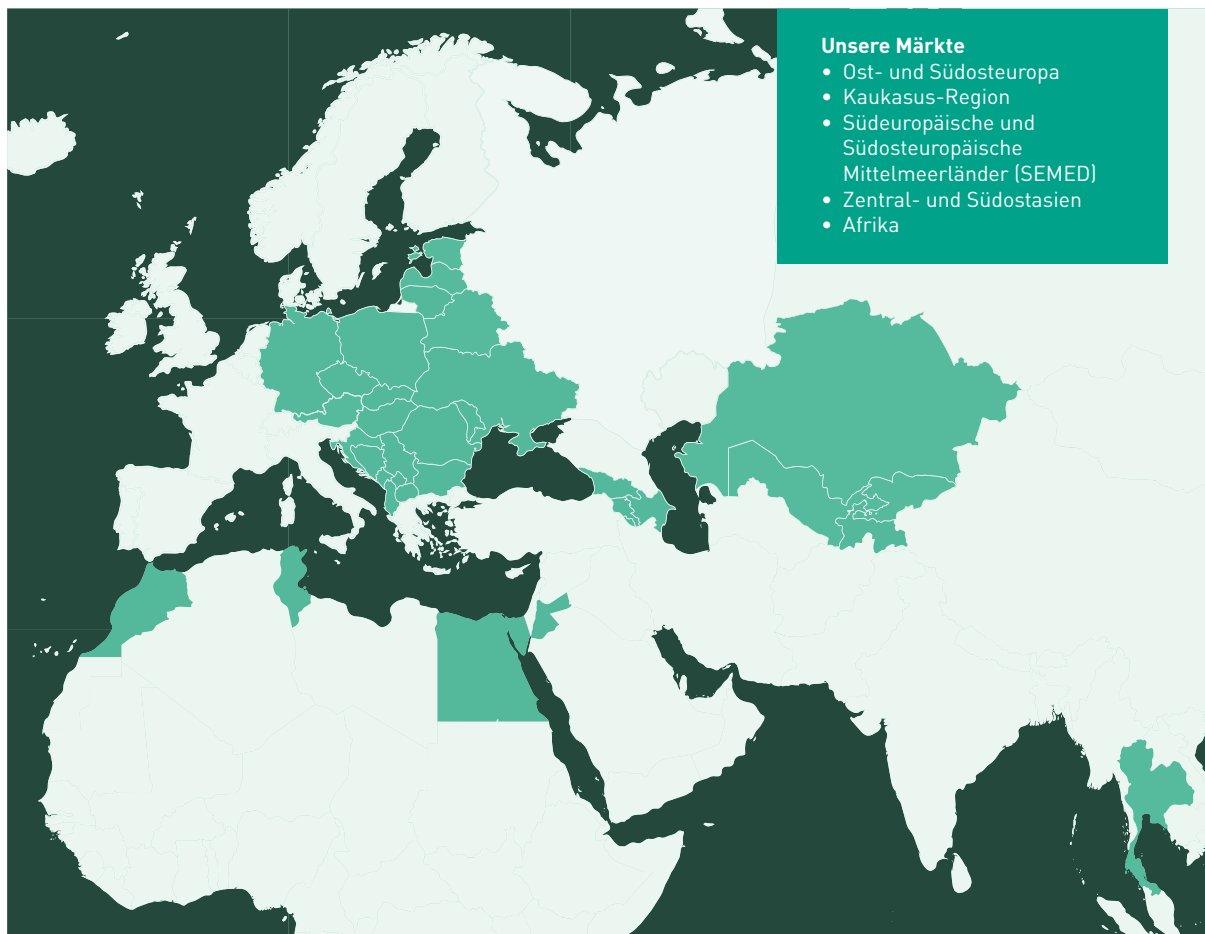 Unsere Märkte
• Ost- und Südosteuropa
• Kaukasus-Region
• Südeuropäische und
Südosteuropäische
Mittelmeerländer (SEMED)
• Zentral- und Südostasien
• Afrika